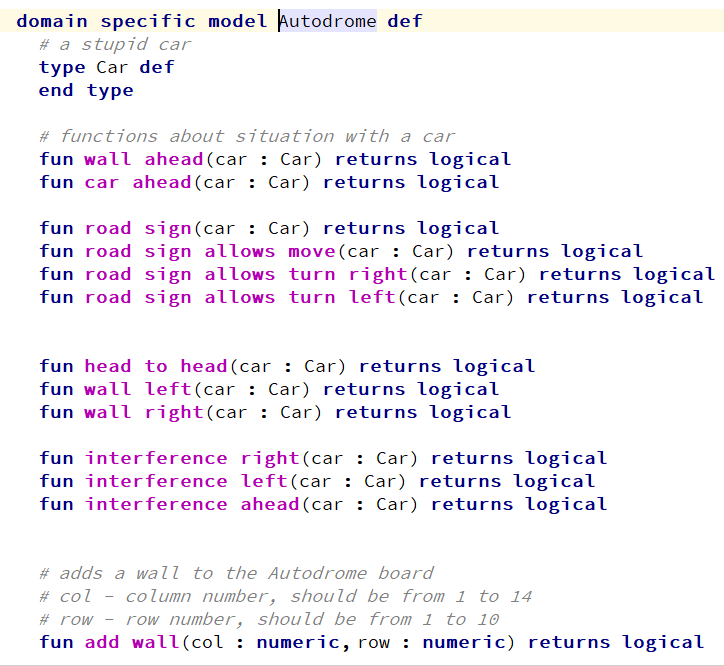 domain specific model Autodrome def
# a stupid car
type Car def
end type
# functions about situation with a car
fun wall ahead(car : Car) returns logical
fun car ahead(car : Car) returns logical
fun road sign(car : Car) returns logical
fun road sign allows move(car : Car) returns logical
fun road sign allows turn right(car : Car) returns logical
fun road sign allows turn left(car : Car) returns logical
fun head to head(car : Car) returns logical
fun wall left(car : Car) returns logical
fun wall right(car : Car) returns logical
fun interference right(car : Car) returns logical
fun interference left(car : Car) returns logical
fun interference ahead(car : Car) returns logical
# adds a wall to the Autodrome board
# col - column number, should be from 1 to 14
# row - row number, should be from 1 to 10
fun add wall(col : numeric, row : numeric) returns logical